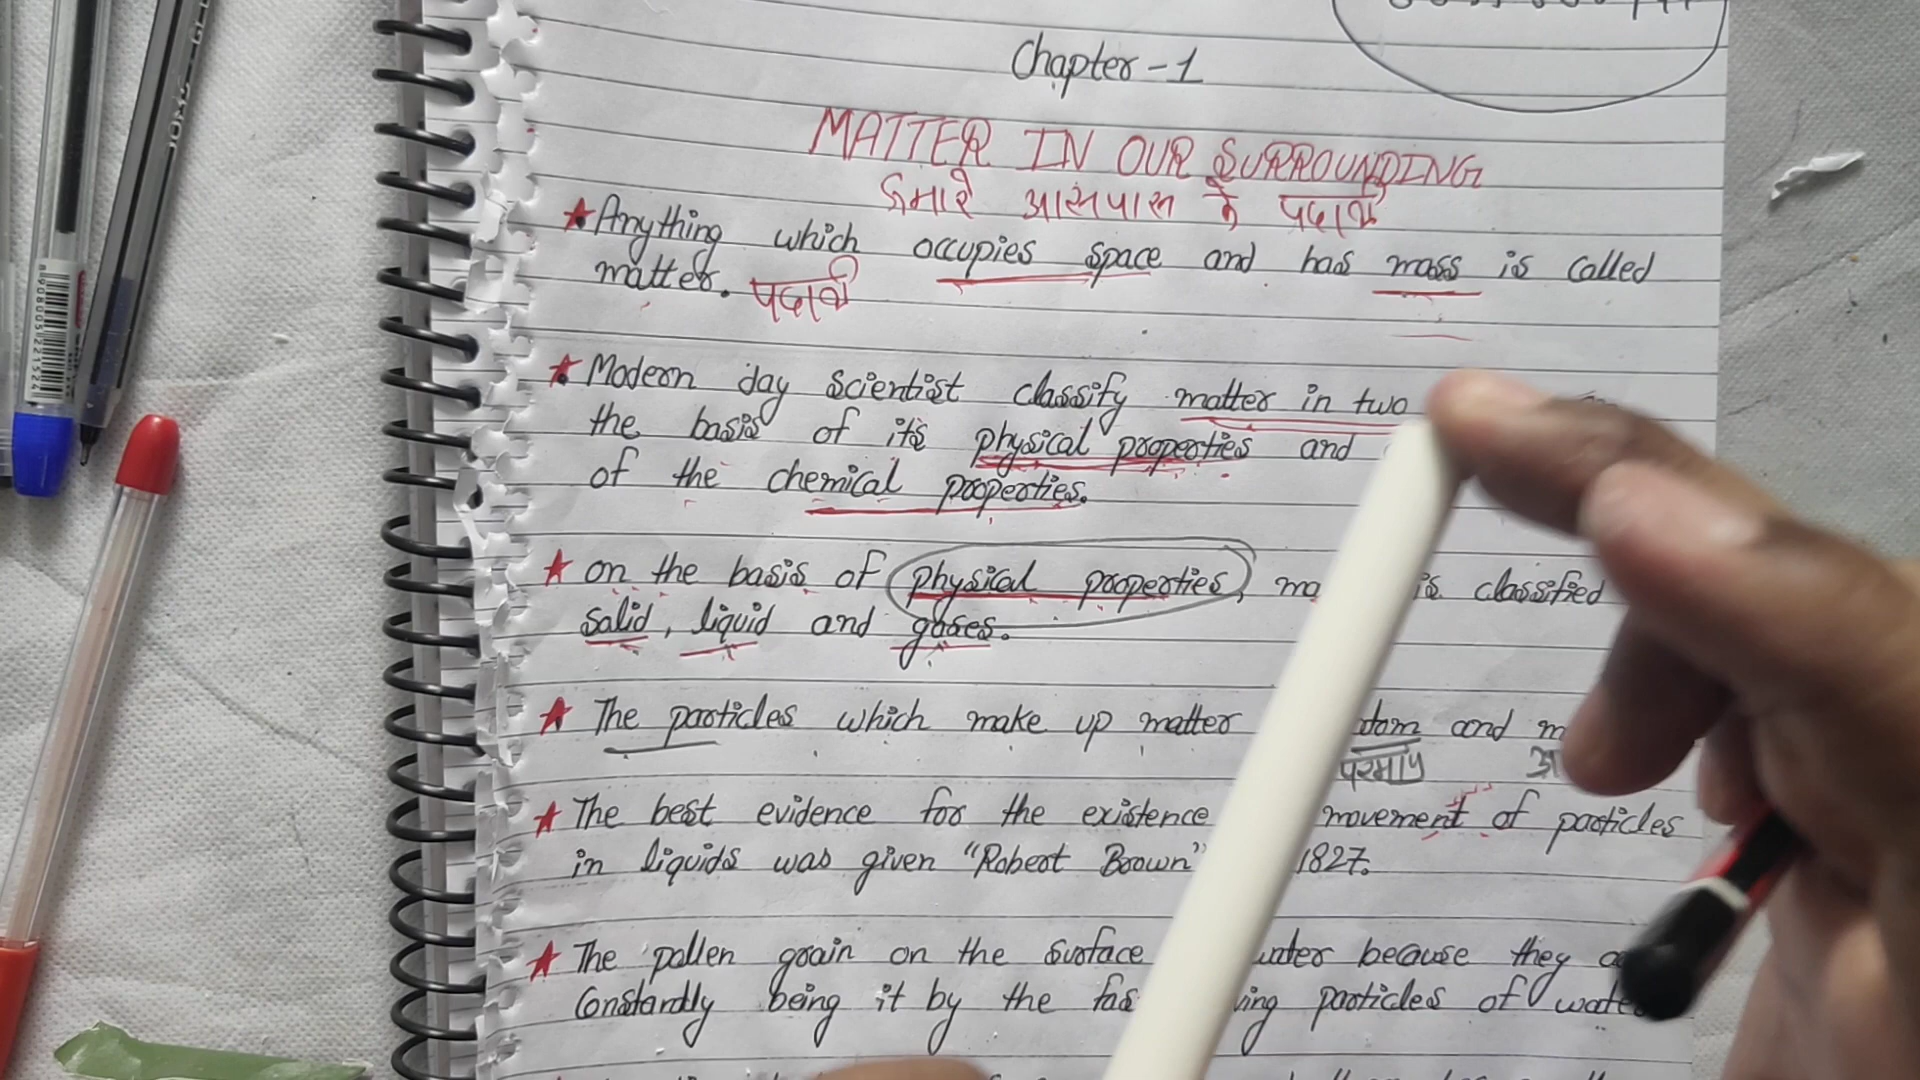 Chapter - 1
MATTER IN OUR SURROUNDING
हमारे आसपास के पदार्थ
Anything which occupies space and has mass is called
matter. पदार्थ
Modern day scientist classify matter in two
the basis of its physical properties and
of the chemical properties.
on the basis of physical properties, is classified
salid, liquid and gases.
The particles which make up matter and
परमाणु
The best evidence for the existence movement of particles
in liquids was given "Robert Brown" 1827.
The pollen grain on the surface because they
Constantly being it by the particles of